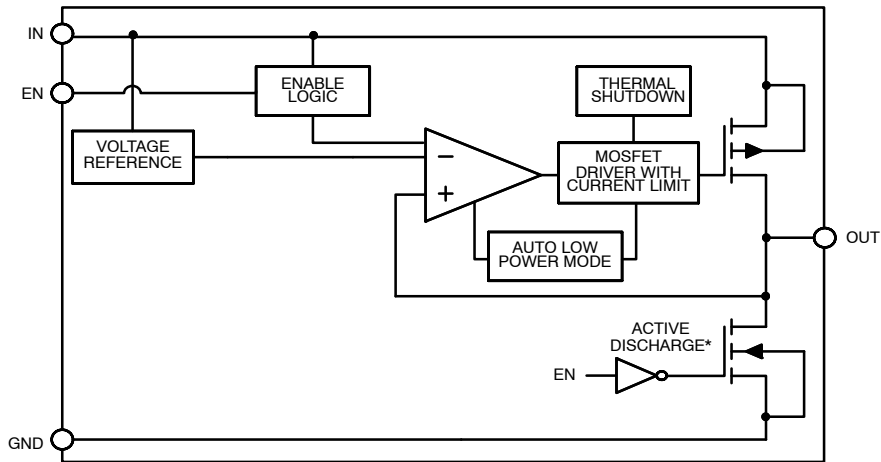 IN
EN
ENABLE
LOGIC
THERMAL
SHUTDOWN
VOLTAGE
REFERENCE
−
+
MOSFET
DRIVER WITH
CURRENT LIMIT
OUT
AUTO LOW
POWER MODE
ACTIVE
DISCHARGE*
EN
GND